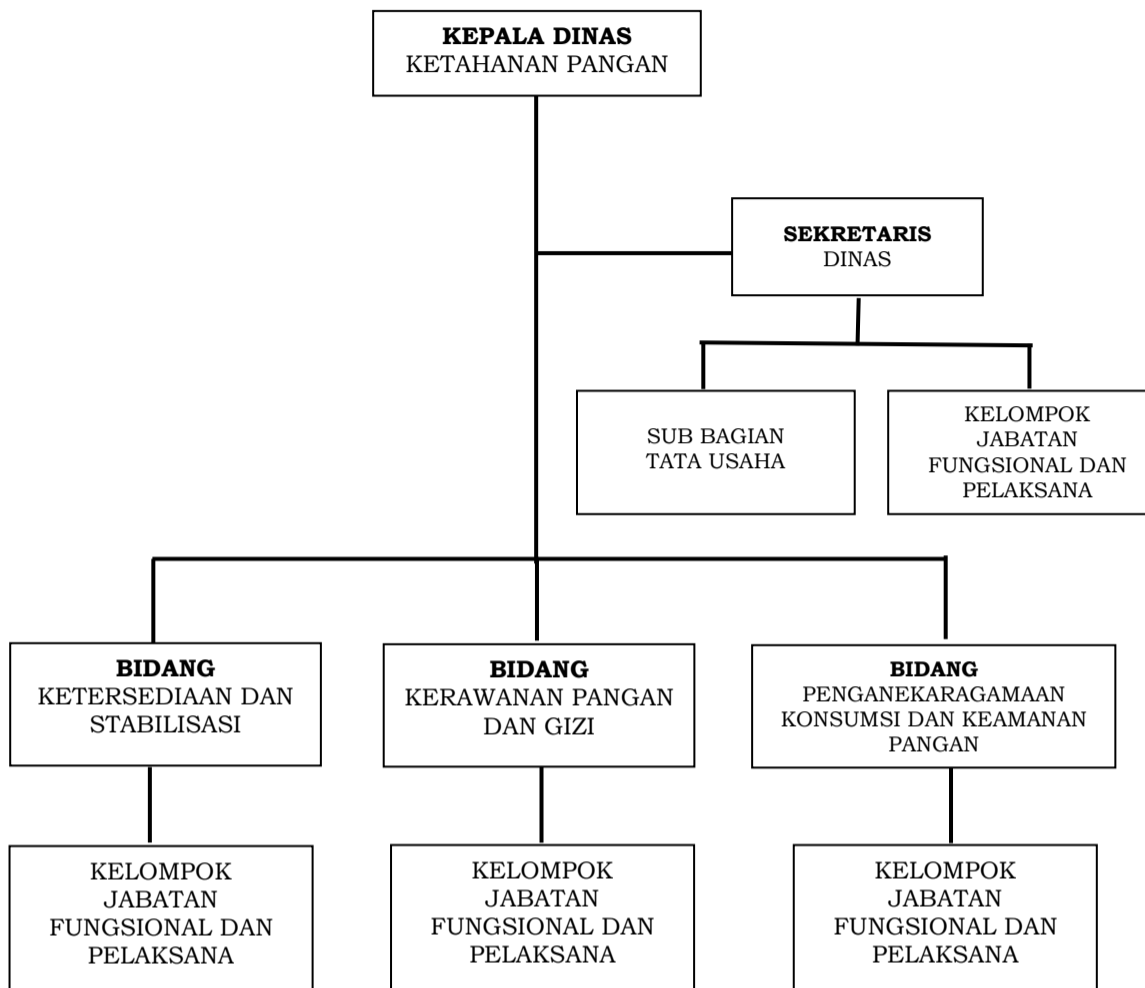 KEPALA DINAS
KETAHANAN PANGAN
SEKRETARIS
DINAS
SUB BAGIAN
TATA USAHA
KELOMPOK
JABATAN
FUNGSIONAL DAN
PELAKSANA
BIDANG
KETERSEDIAAN DAN
STABILISASI
BIDANG
KERAWANAN PANGAN
DAN GIZI
BIDANG
PENGANEKARAGAMAAN
KONSUMSI DAN KEAMANAN
PANGAN
KELOMPOK
JABATAN
FUNGSIONAL DAN
PELAKSANA
KELOMPOK
JABATAN
FUNGSIONAL DAN
PELAKSANA
KELOMPOK
JABATAN
FUNGSIONAL DAN
PELAKSANA